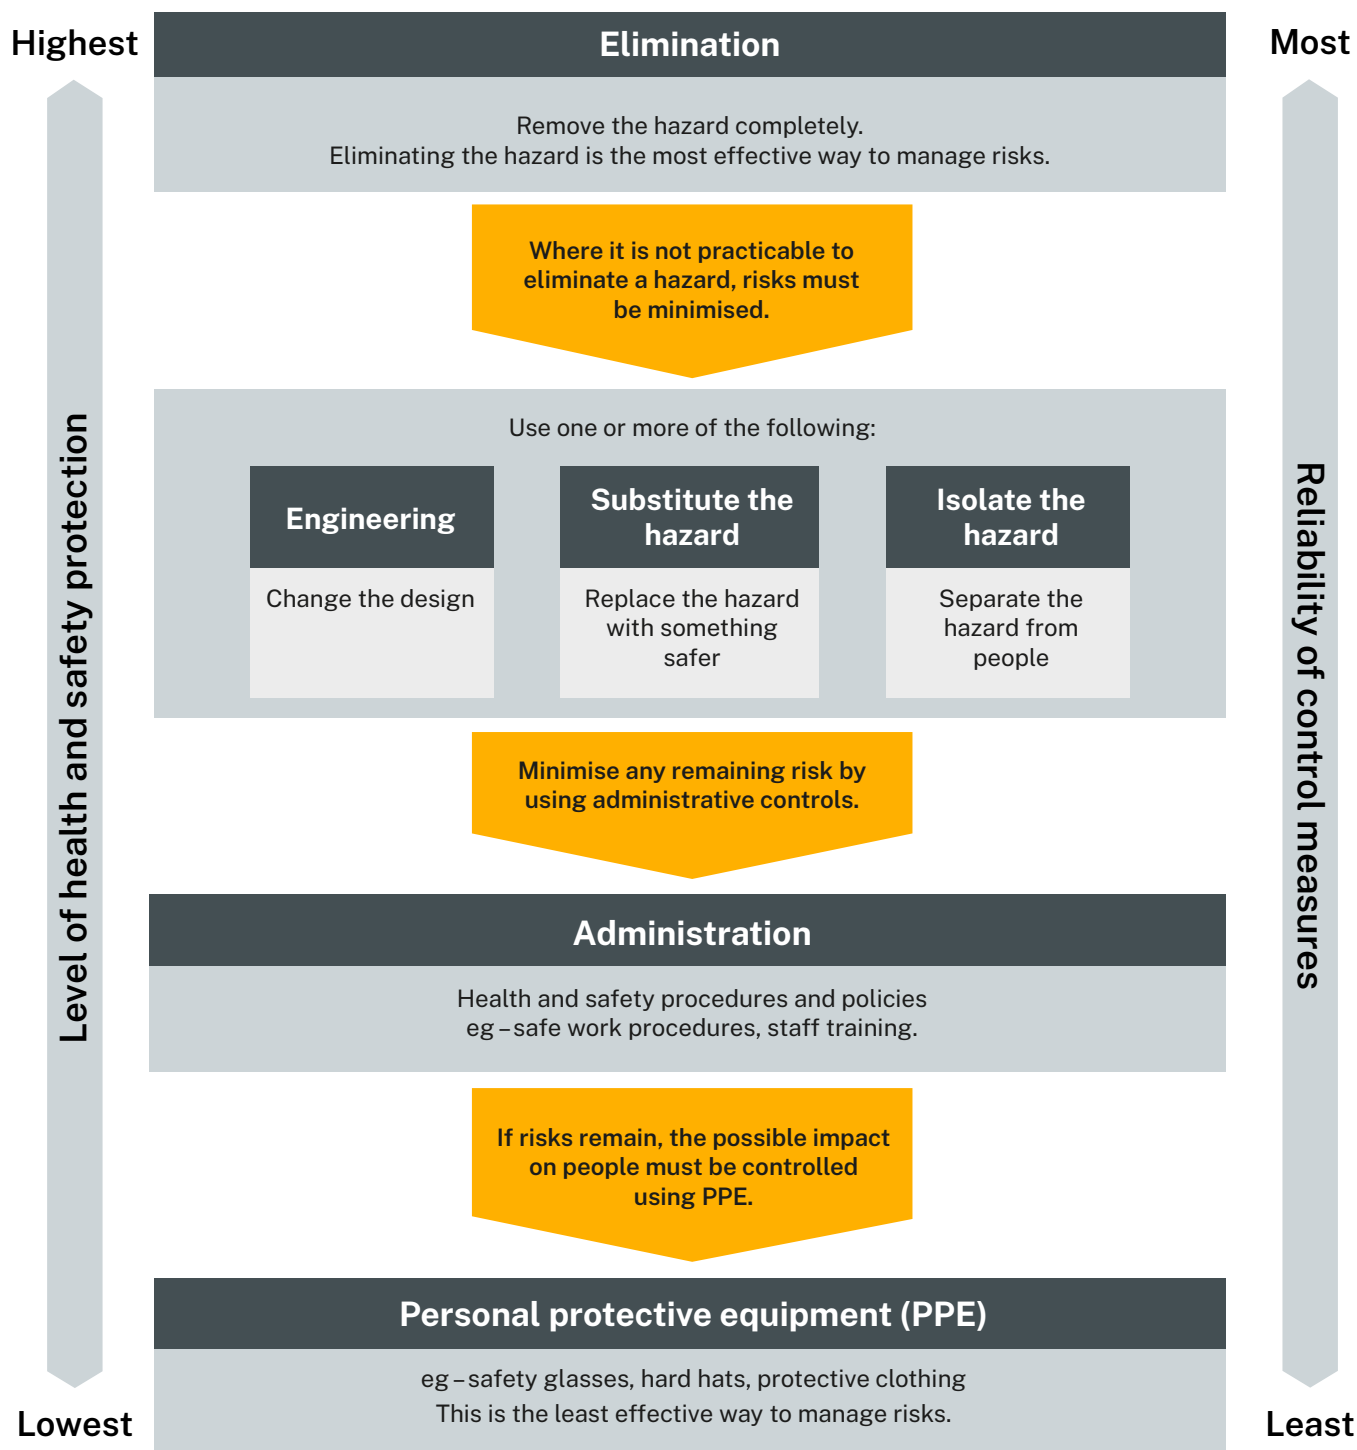 Highest
Elimination
Most
Remove the hazard completely.
Eliminating the hazard is the most effective way to manage risks.
Where it is not practicable to
eliminate a hazard, risks must
be minimised.
Level of health and safety protection
Reliability of control measures
Use one or more of the following:
Engineering
Change the design
Substitute the
hazard
Replace the hazard
with something
safer
Isolate the
hazard
Separate the
hazard from
people
Minimise any remaining risk by
using administrative controls.
Administration
Health and safety procedures and policies
eg – safe work procedures, staff training.
If risks remain, the possible impact
on people must be controlled
using PPE.
Personal protective equipment (PPE)
eg – safety glasses, hard hats, protective clothing
This is the least effective way to manage risks.
Lowest
Least